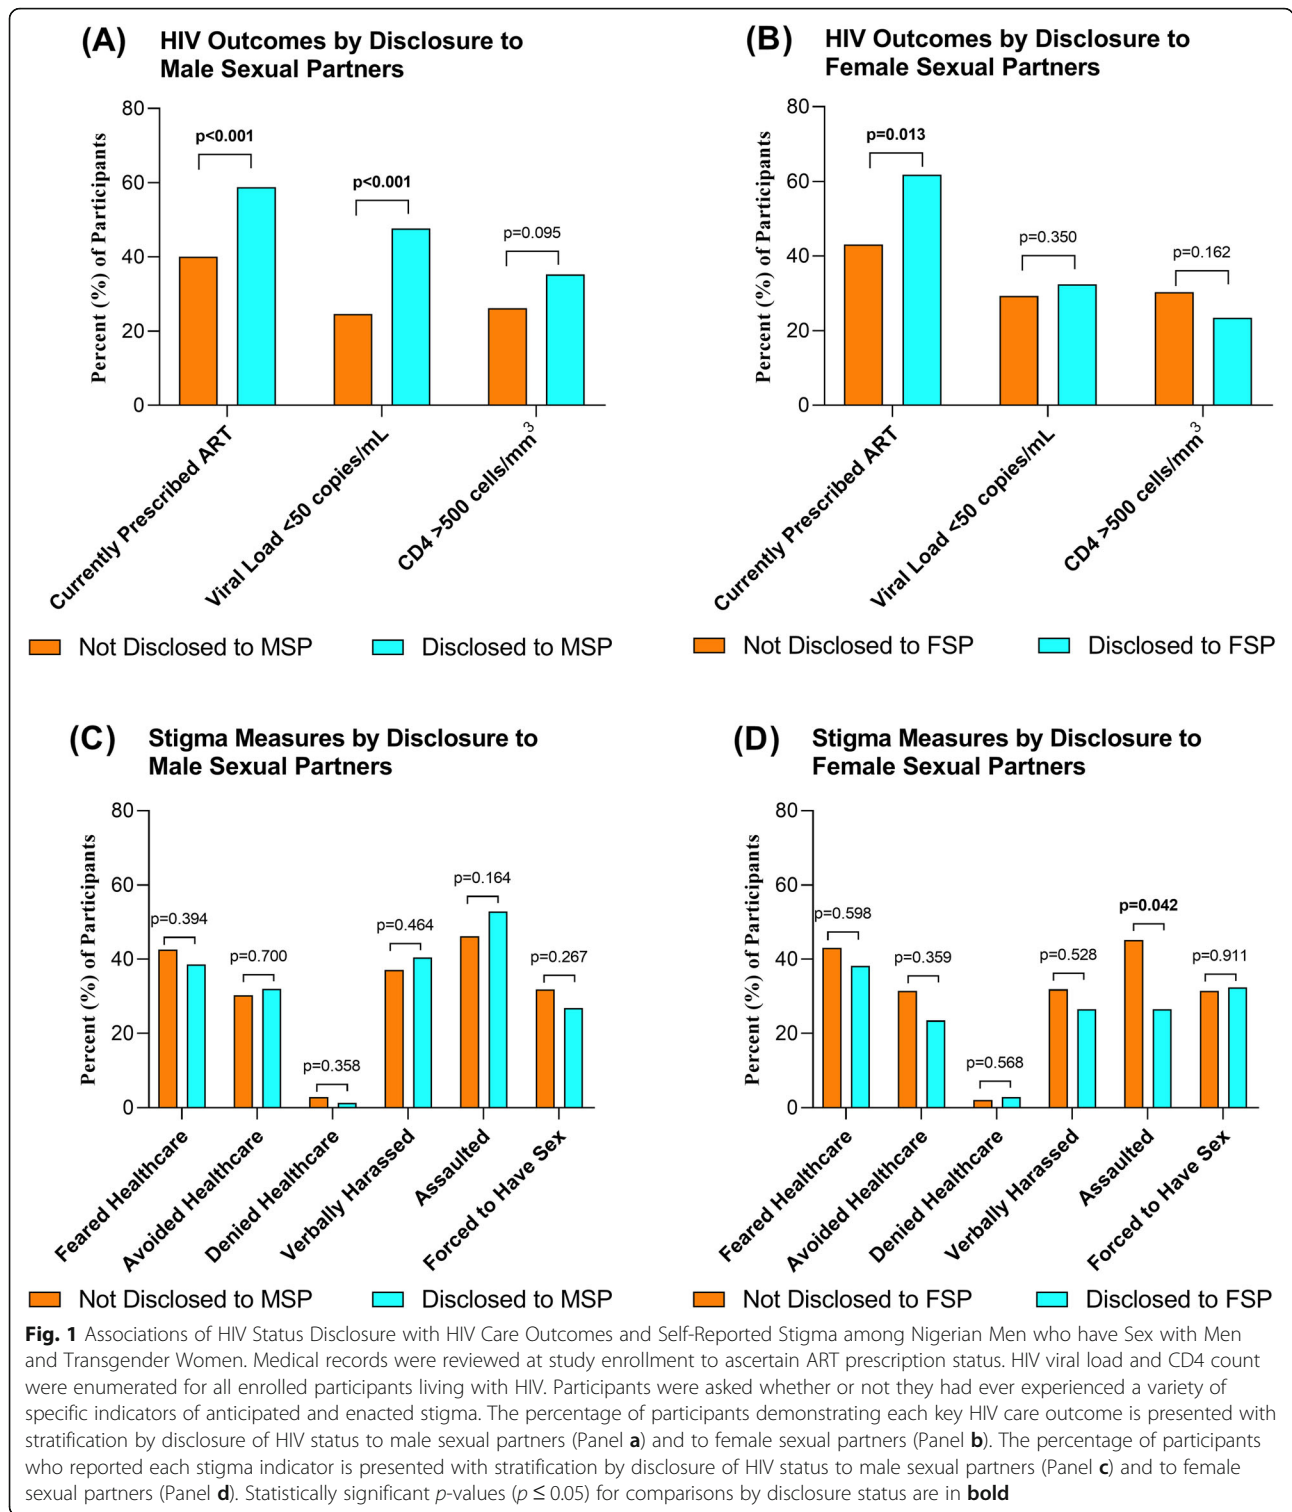 (A) HIV Outcomes by Disclosure to
Male Sexual Partners
Percent (%) of Participants
80
60
40
20
0
p<0.001
p<0.001
p=0.095
Currently Prescribed ART
Viral Load <50 copies/mL
CD4 >500 cells/mm³
Not Disclosed to MSP
Disclosed to MSP
(B) HIV Outcomes by Disclosure to
Female Sexual Partners
Percent (%) of Participants
80
60
40
20
0
p=0.013
p=0.350
p=0.162
Currently Prescribed ART
Viral Load <50 copies/mL
CD4 >500 cells/mm³
Not Disclosed to FSP
Disclosed to FSP
(C) Stigma Measures by Disclosure to
Male Sexual Partners
Percent (%) of Participants
80
60
40
20
0
p=0.394
p=0.700
p=0.358
p=0.464
p=0.164
p=0.267
Feared Healthcare
Avoided Healthcare
Denied Healthcare
Verbally Harassed
Assaulted
Forced to Have Sex
Not Disclosed to MSP
Disclosed to MSP
(D) Stigma Measures by Disclosure to
Female Sexual Partners
Percent (%) of Participants
80
60
40
20
0
p=0.598
p=0.359
p=0.568
p=0.528
p=0.042
p=0.911
Feared Healthcare
Avoided Healthcare
Denied Healthcare
Verbally Harassed
Assaulted
Forced to Have Sex
Not Disclosed to FSP
Disclosed to FSP
Fig. 1 Associations of HIV Status Disclosure with HIV Care Outcomes and Self-Reported Stigma among Nigerian Men who have Sex with Men
and Transgender Women. Medical records were reviewed at study enrollment to ascertain ART prescription status. HIV viral load and CD4 count
were enumerated for all enrolled participants living with HIV. Participants were asked whether or not they had ever experienced a variety of
specific indicators of anticipated and enacted stigma. The percentage of participants demonstrating each key HIV care outcome is presented with
stratification by disclosure of HIV status to male sexual partners (Panel a) and to female sexual partners (Panel b). The percentage of participants
who reported each stigma indicator is presented with stratification by disclosure of HIV status to male sexual partners (Panel c) and to female
sexual partners (Panel d). Statistically significant p-values (p ≤ 0.05) for comparisons by disclosure status are in bold